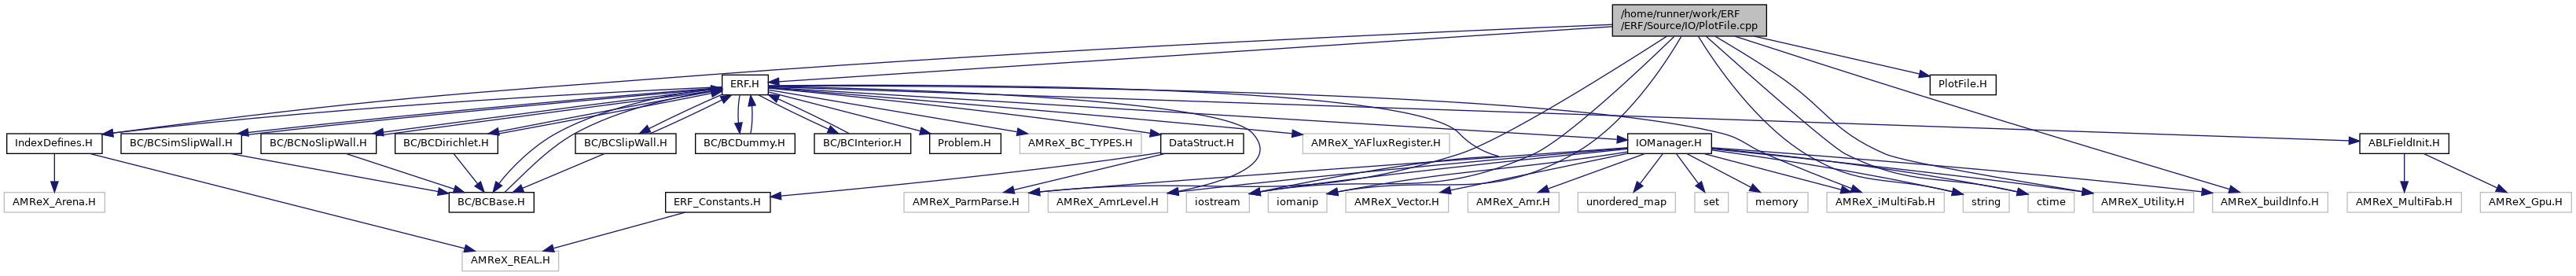 /home/runner/work/ERF
/ERF/Source/IO/PlotFile.cpp
ERF.H
PlotFile.H
IndexDefines.H
BC/BCSimSlipWall.H
BC/BCNoSlipWall.H
BC/BCDirichlet.H
BC/BCSlipWall.H
BC/BCDummy.H
BC/BCInterior.H
Problem.H
AMReX_BC_TYPES.H
DataStruct.H
AMReX_YAFluxRegister.H
IOManager.H
ABLFieldInit.H
AMReX_Arena.H
BC/BCBase.H
ERF_Constants.H
AMReX_ParmParse.H
AMReX_AmrLevel.H
iostream
iomanip
AMReX_Vector.H
AMReX_Amr.H
unordered_map
set
memory
AMReX_iMultiFab.H
string
ctime
AMReX_Utility.H
AMReX_buildInfo.H
AMReX_MultiFab.H
AMReX_Gpu.H
AMReX_REAL.H